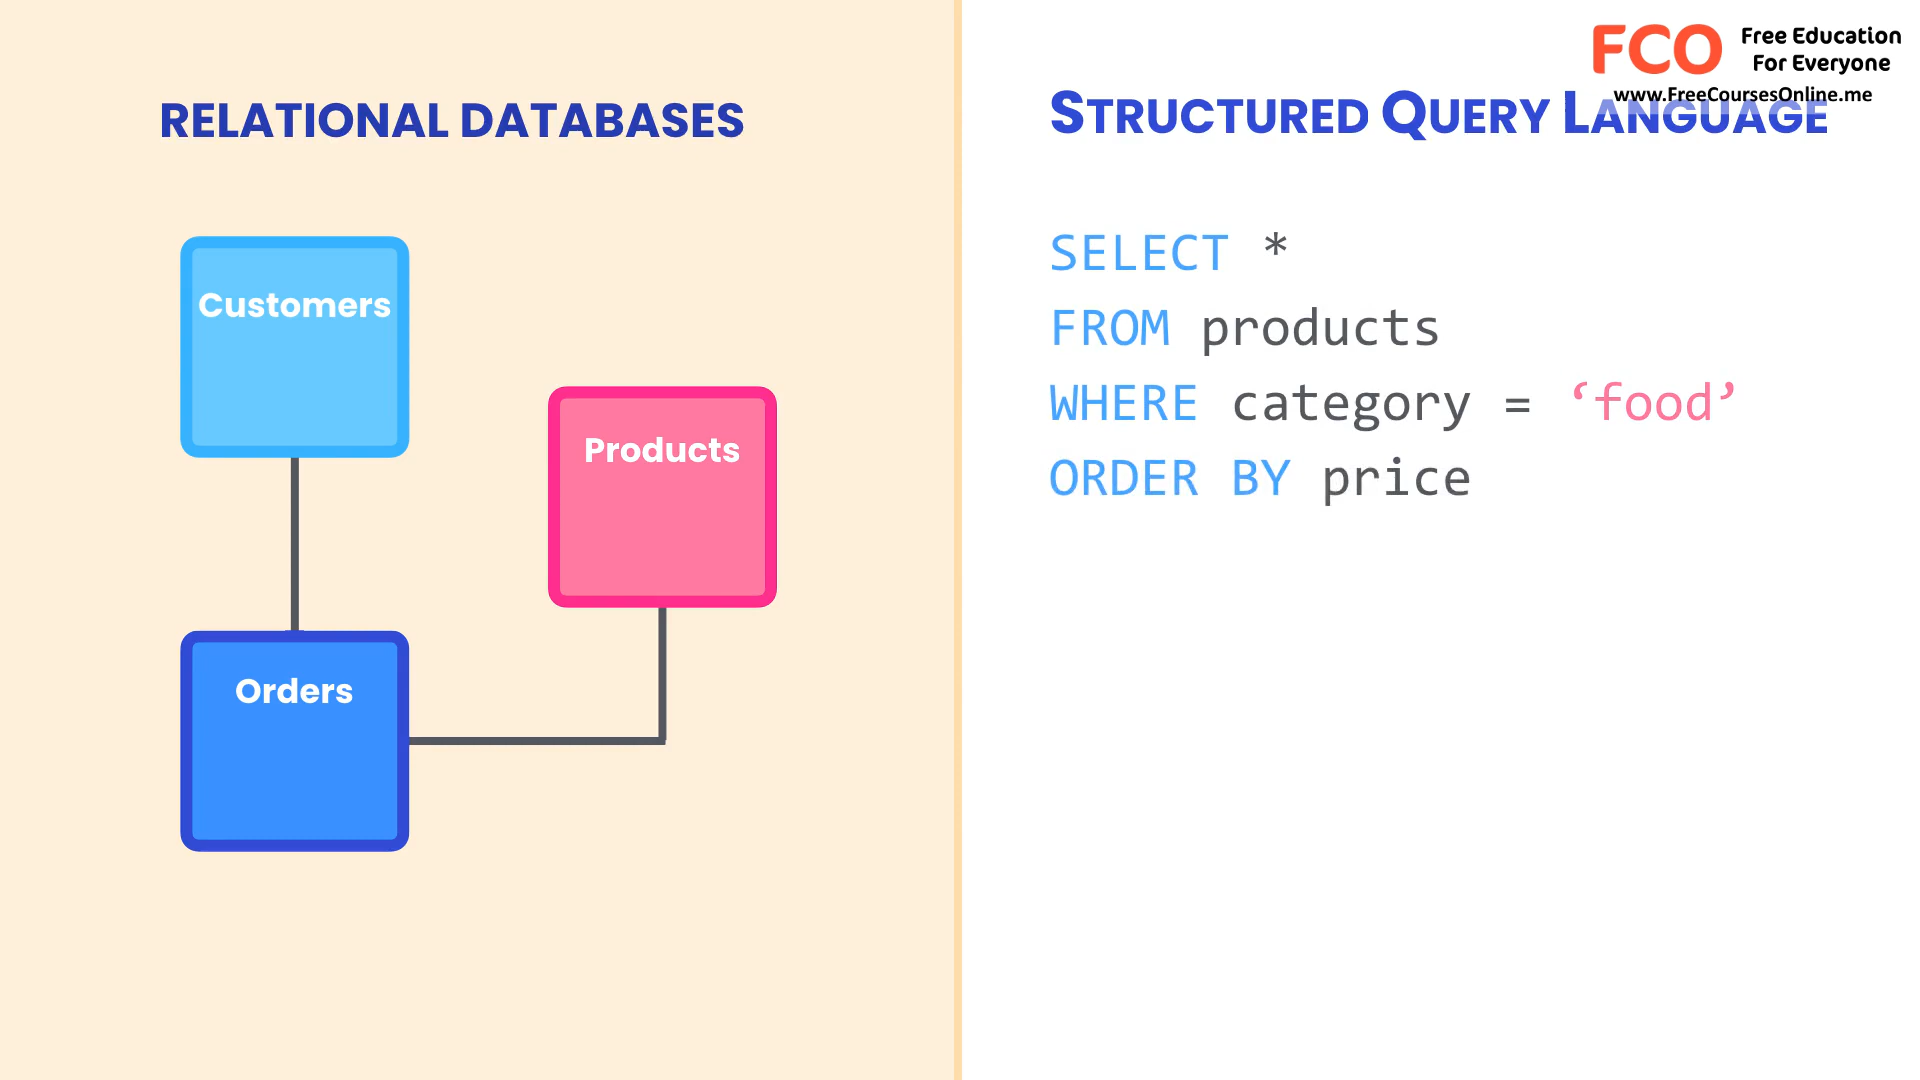 RELATIONAL DATABASES
Customers
Products
Orders
FCO
Free Education
For Everyone
www.FreeCoursesOnline.me
STRUCTURED QUERY LANGUAGE
SELECT *
FROM products
WHERE category = ‘food’
ORDER BY price